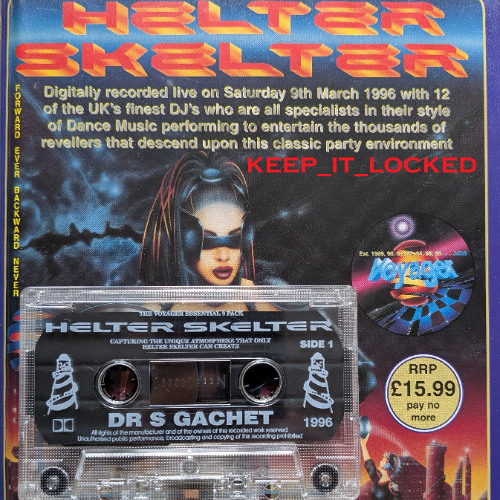 HELTER
SKELTER
Digitally recorded live on Saturday 9th March 1996 with 12
of the UK's finest DJ's who are all specialists in their style
of Dance Music performing to entertain the thousands of
revellers that descend upon this classic party environment
KEEP_IT_LOCKED
FORWARD EVER BACKWARD NEVER
Voyager
RRP
£15.99
pay no
more
THE VOYAGER ESSENTIAL 9 PACK
HELTER SKELTER
CAPTURING THE UNIQUE ATMOSPHERE THAT ONLY
HELTER SKELTER CAN CREATE
SIDE 1
DR S GACHET
1996
All rights of the manufacturer and of the owners of the recorded work reserved.
Unauthorised public performance, broadcasting and copying of this recording prohibited